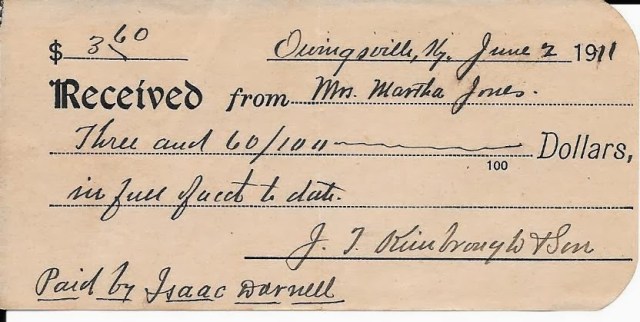 $ 3 60 Owingsville, Ky. June 2 1911
Received from Mrs. Martha Jones.
Three and 60/100 Dollars,
100
in full of acct to date.
J. T. Kimbrough & Son
Paid by Isaac Darnell